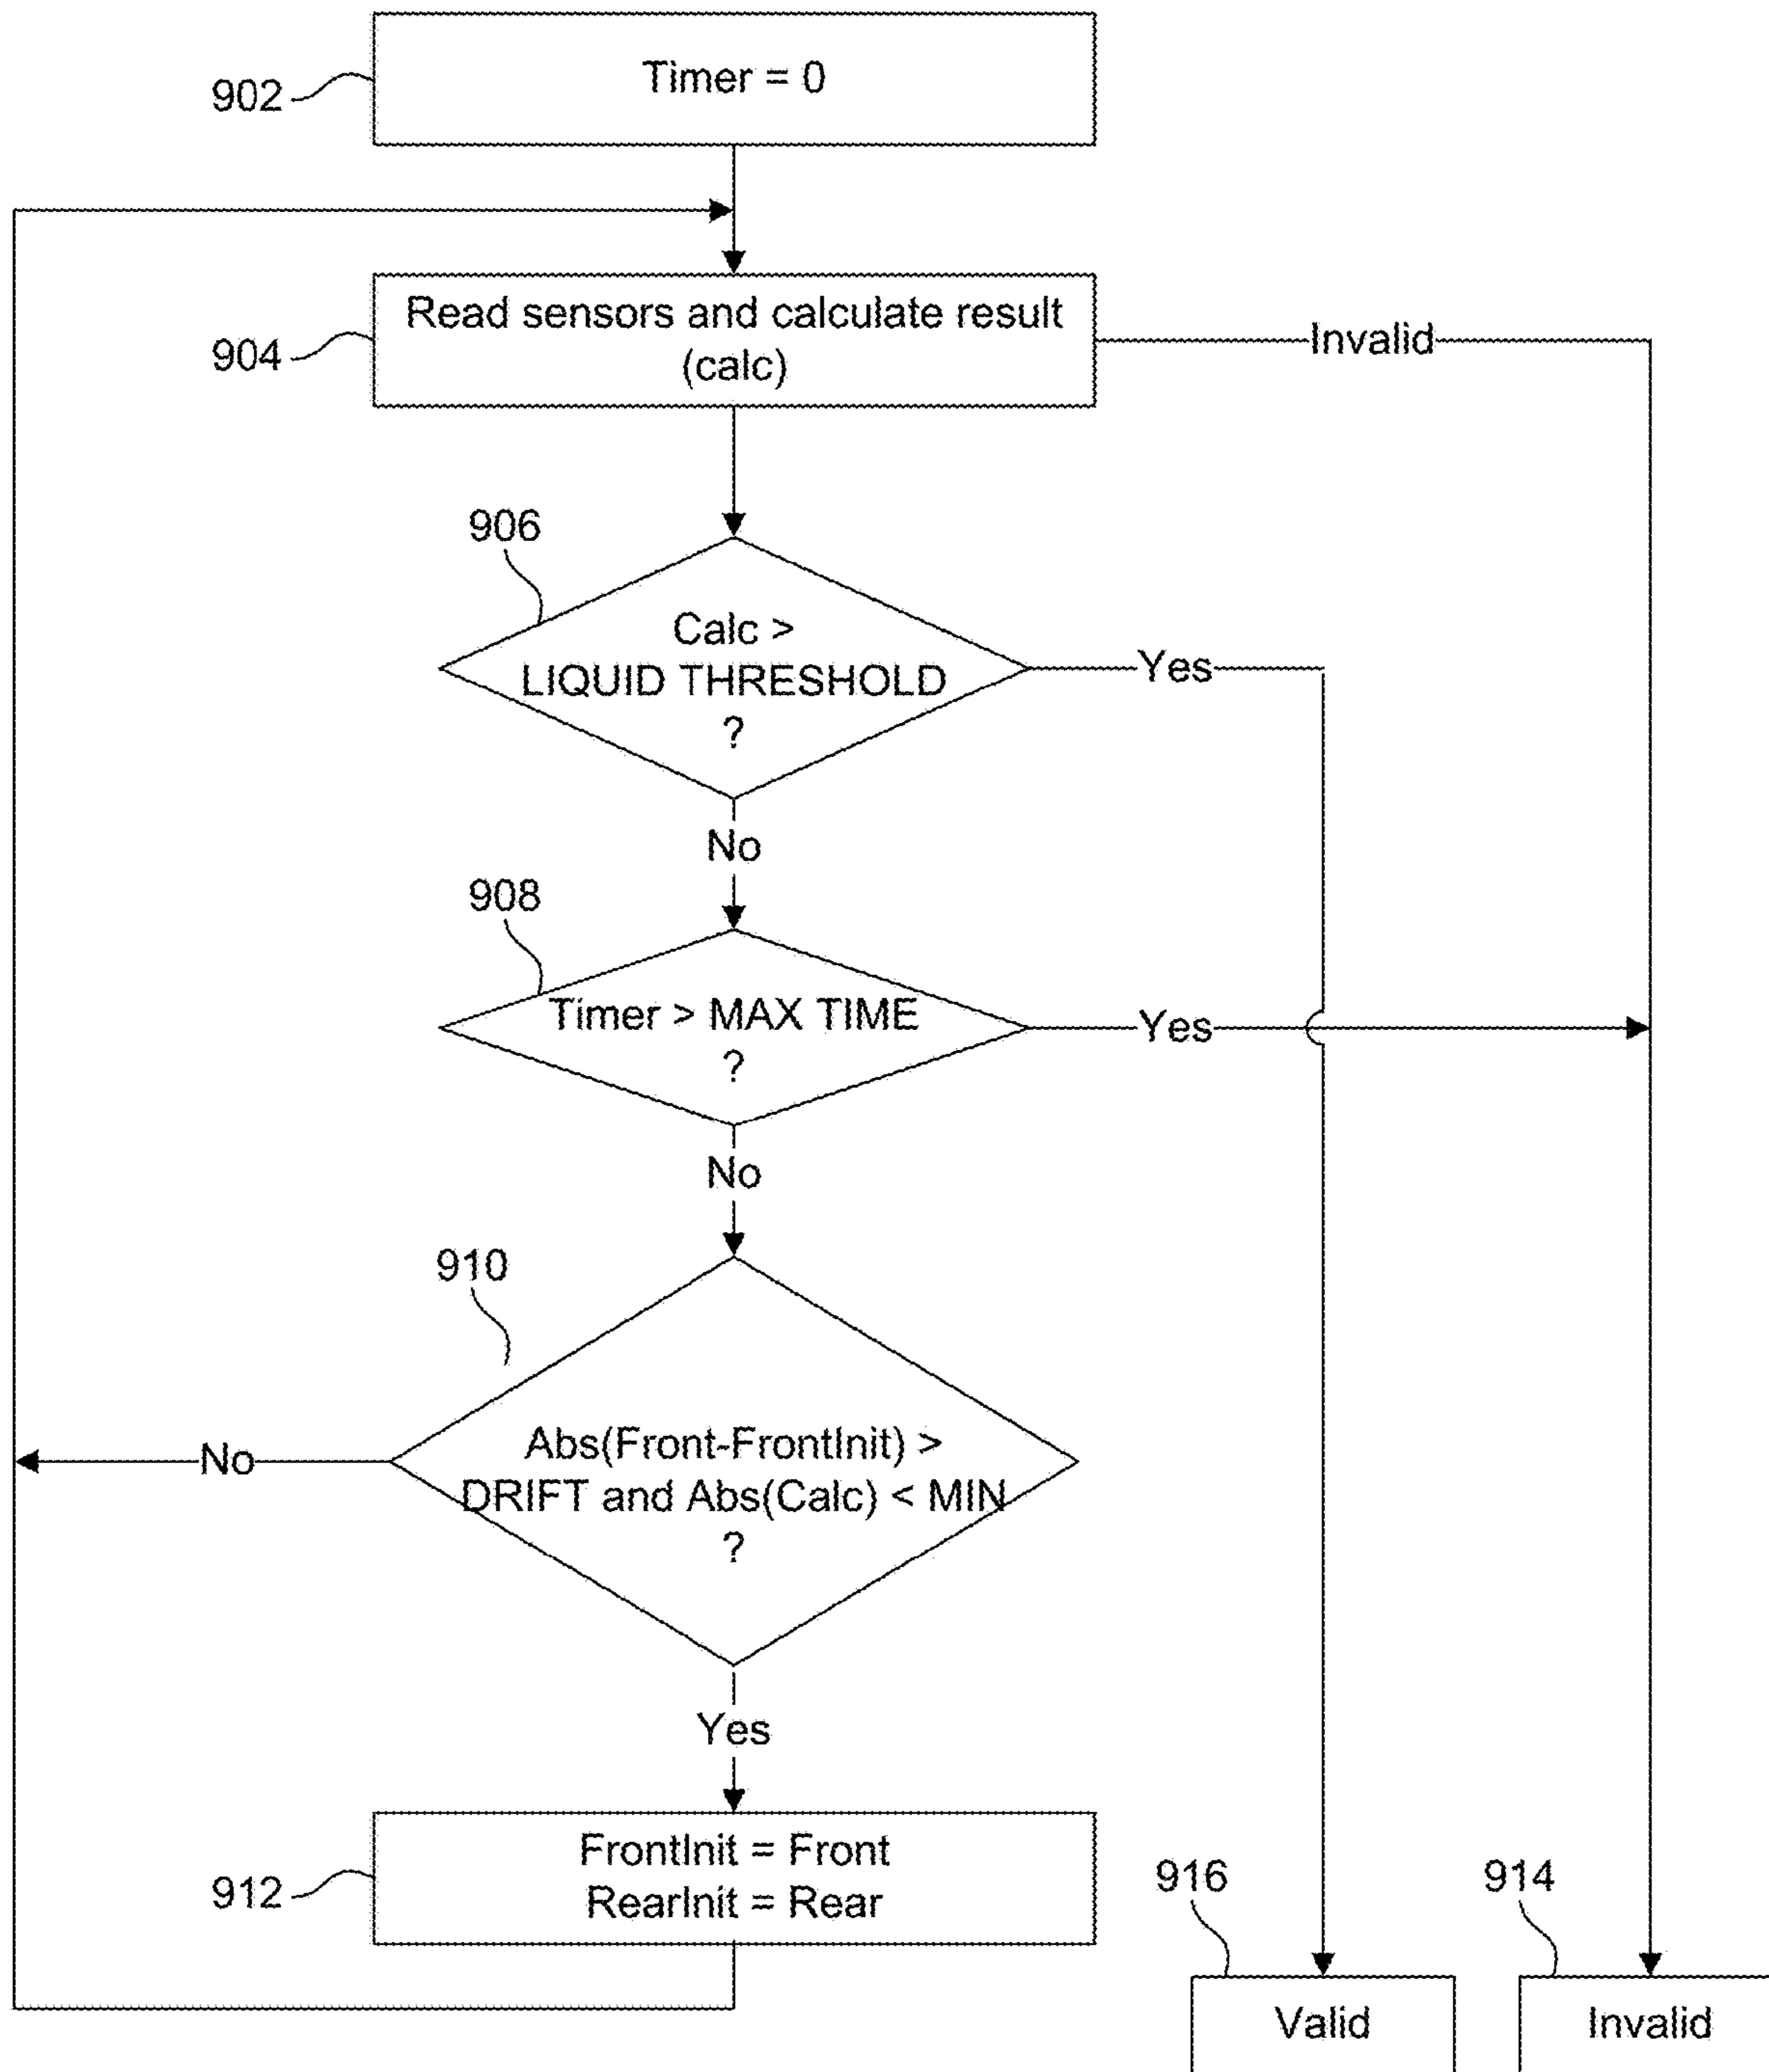 902
Timer = 0
904
Read sensors and calculate result
(calc)
Invalid
906
Calc >
LIQUID THRESHOLD
?
Yes
No
908
Timer > MAX TIME
?
Yes
No
910
Abs(Front-FrontInit) >
DRIFT and Abs(Calc) < MIN
?
No
Yes
912
FrontInit = Front
RearInit = Rear
916
Valid
914
Invalid